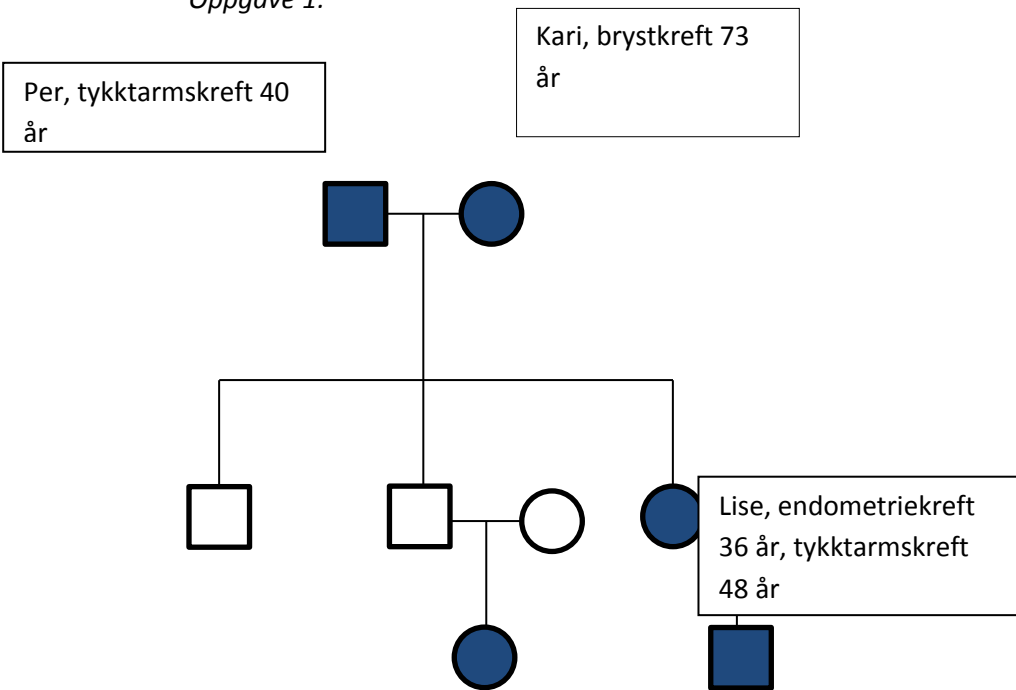 Oppgave 1:
Kari, brystkreft 73
år
Per, tykktarmskreft 40
år
Lise, endometriekreft
36 år, tykktarmskreft
48 år